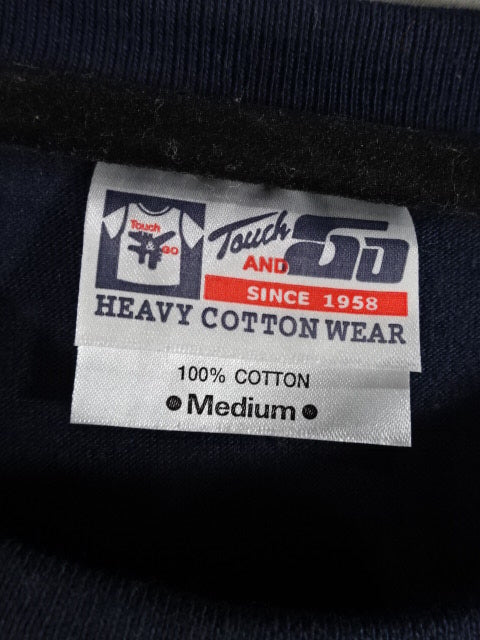 Touch
&
GO
Touch
AND GO
SINCE 1958
HEAVY COTTON WEAR
100% COTTON
•Medium•